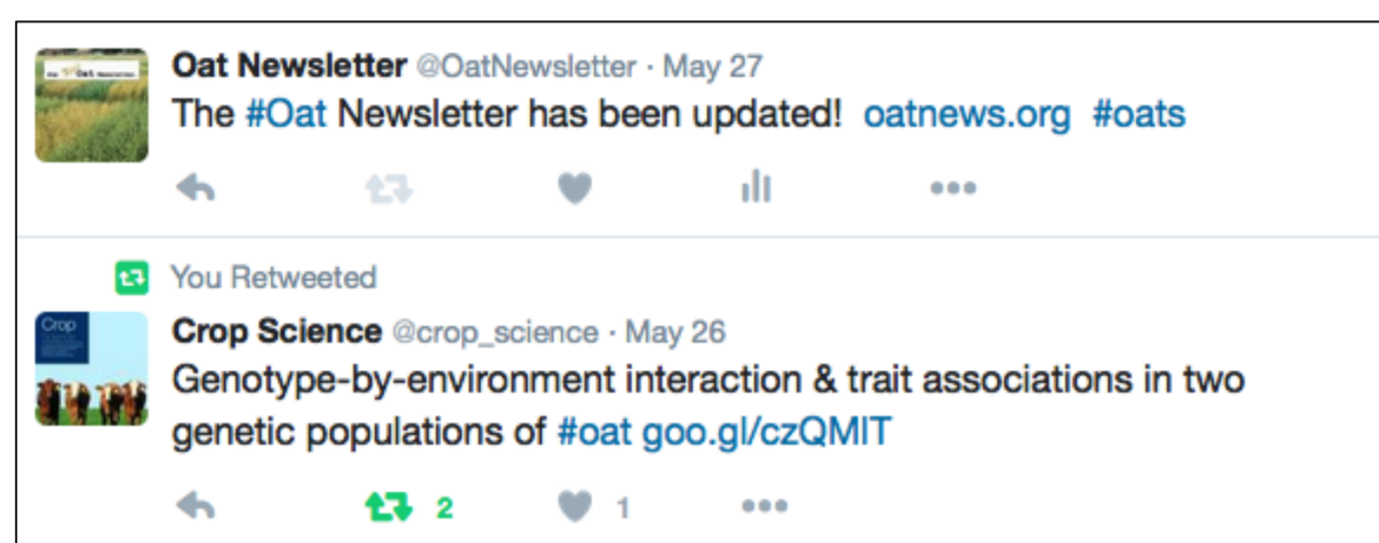 Oat Newsletter @OatNewsletter · May 27
The #Oat Newsletter has been updated! oatnews.org #oats
You Retweeted
Crop Science @crop_science · May 26
Genotype-by-environment interaction & trait associations in two
genetic populations of #oat goo.gl/czQMIT
2 1
Crop